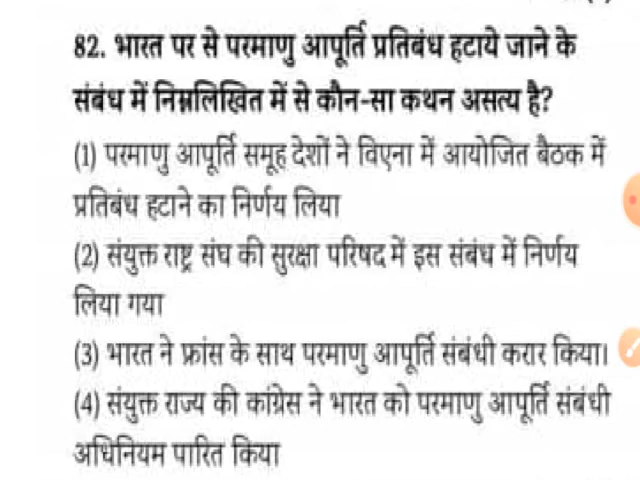 82. भारत पर से परमाणु आपूर्ति प्रतिबंध हटाये जाने के
संबंध में निम्नलिखित में से कौन-सा कथन असत्य है?
(1) परमाणु आपूर्ति समूह देशों ने विएना में आयोजित बैठक में
प्रतिबंध हटाने का निर्णय लिया
(2) संयुक्त राष्ट्र संघ की सुरक्षा परिषद में इस संबंध में निर्णय
लिया गया
(3) भारत ने फ्रांस के साथ परमाणु आपूर्ति संबंधी करार किया।
(4) संयुक्त राज्य की कांग्रेस ने भारत को परमाणु आपूर्ति संबंधी
अधिनियम पारित किया